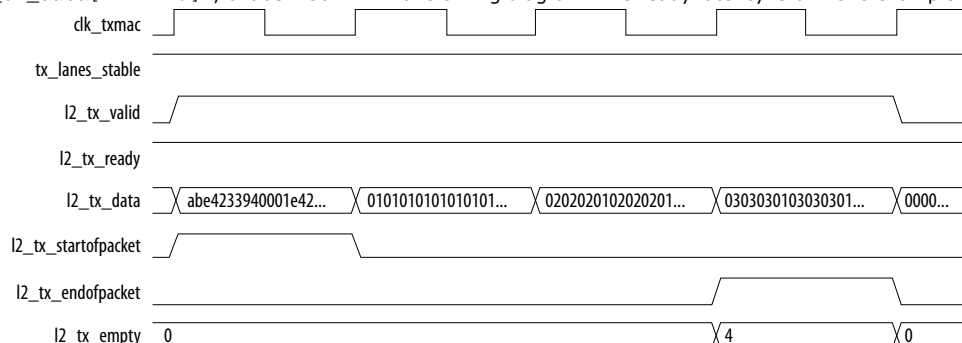 clk_txmac
tx_lanes_stable
l2_tx_valid
l2_tx_ready
l2_tx_data abe4233940001e42... 0101010101010101... 0202020102020201... 0303030103030301... 0000...
l2_tx_startofpacket
l2_tx_endofpacket
l2_tx_empty 0 4 0